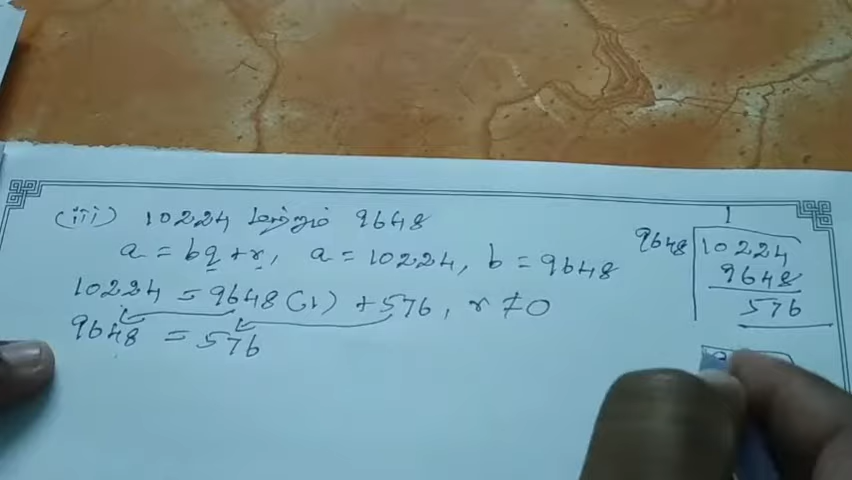 (iii) 10224 மற்றும் 9648
a = bq + r, a = 10224, b = 9648
10224 = 9648 (1) + 576, r ≠ 0
9648 = 576
1
9648 10224
9648
576